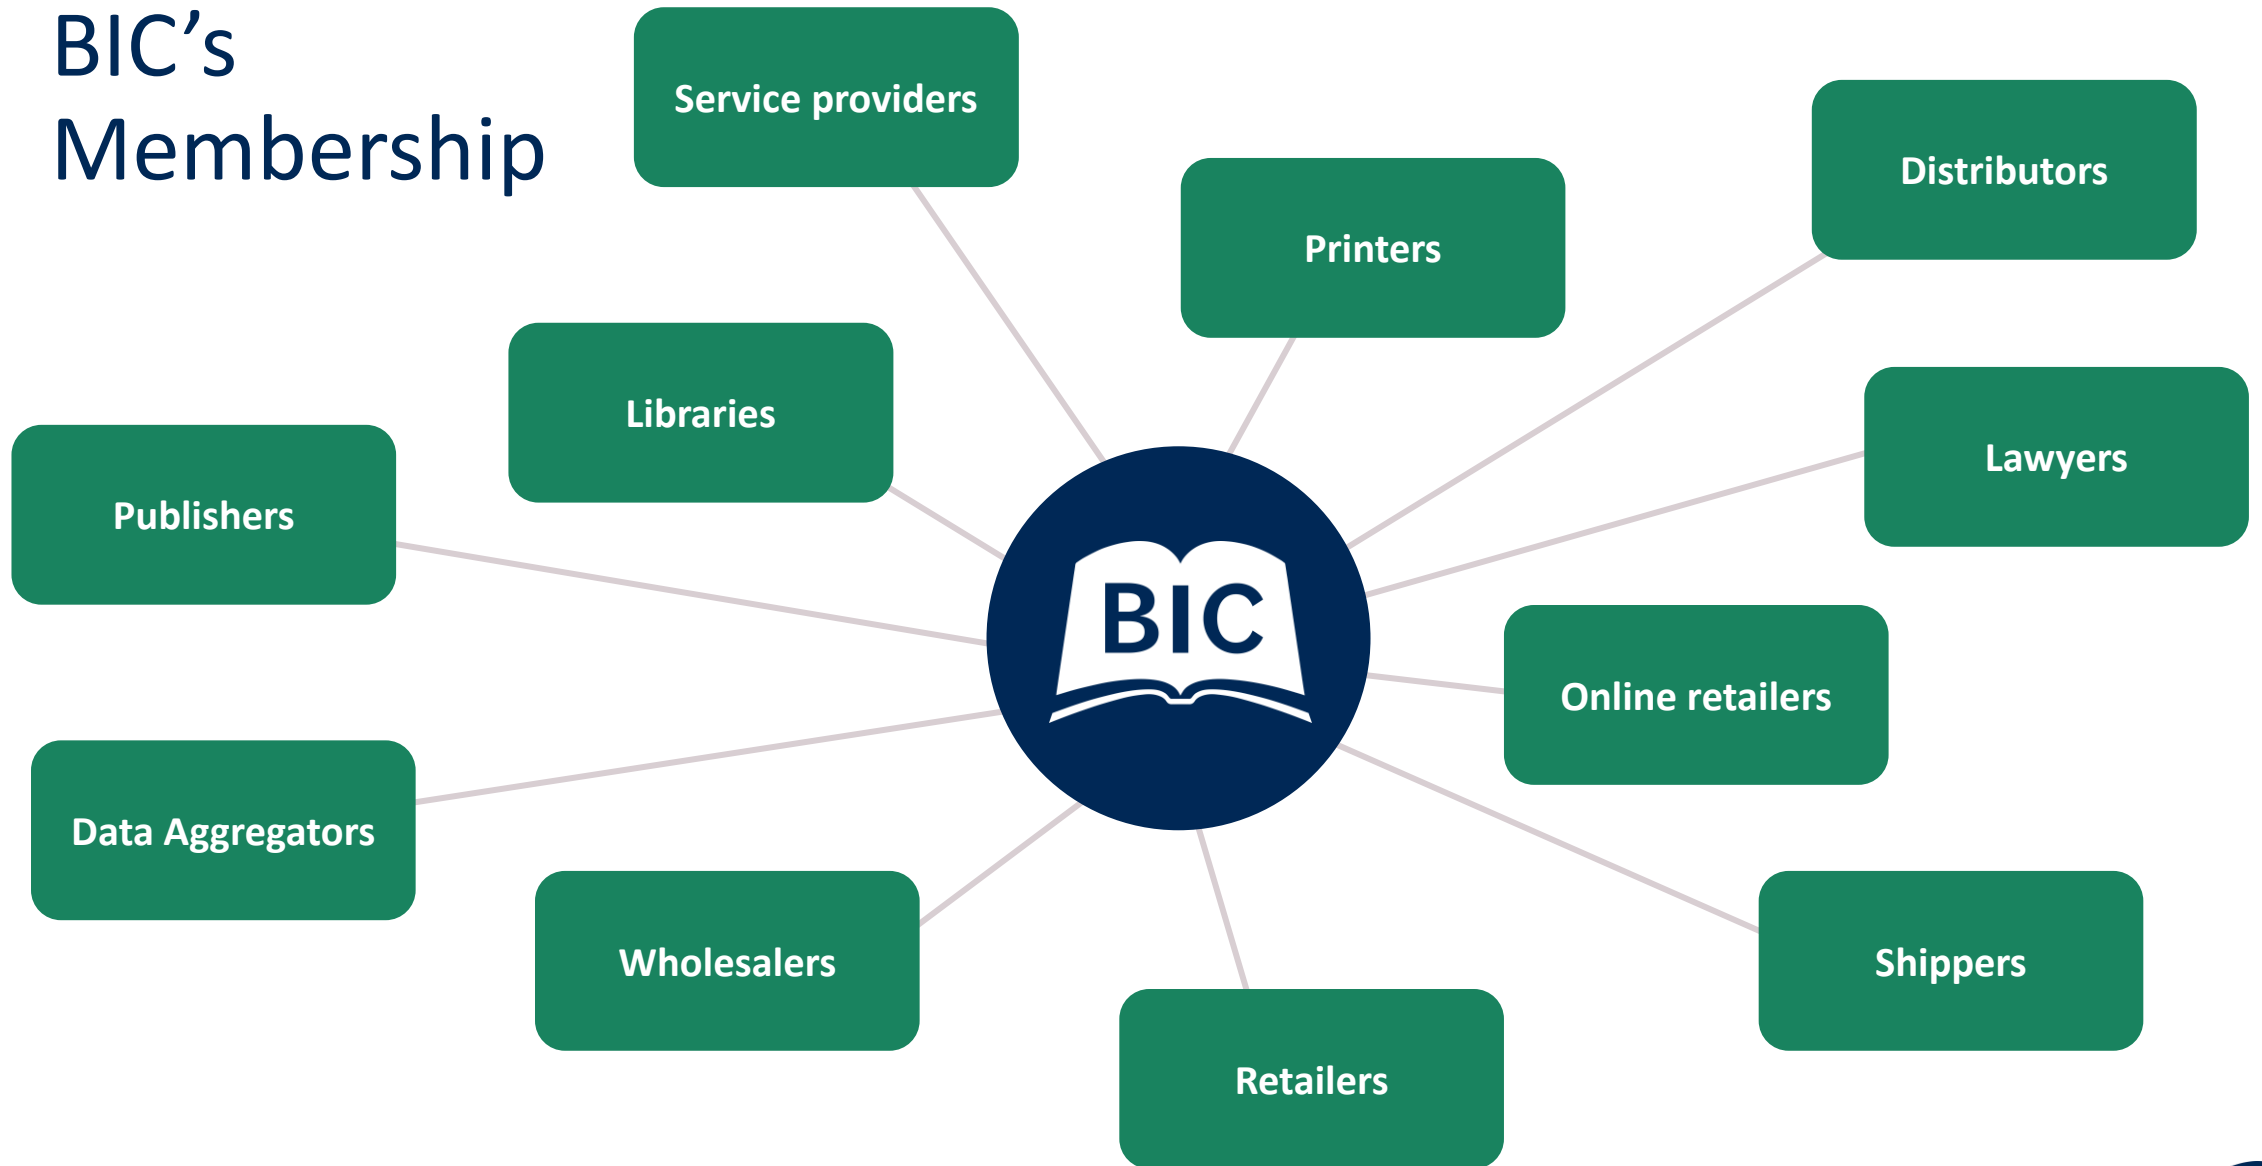 BIC’s
Membership
Service providers
Printers
Distributors
Libraries
Lawyers
Publishers
BIC
Online retailers
Data Aggregators
Wholesalers
Shippers
Retailers